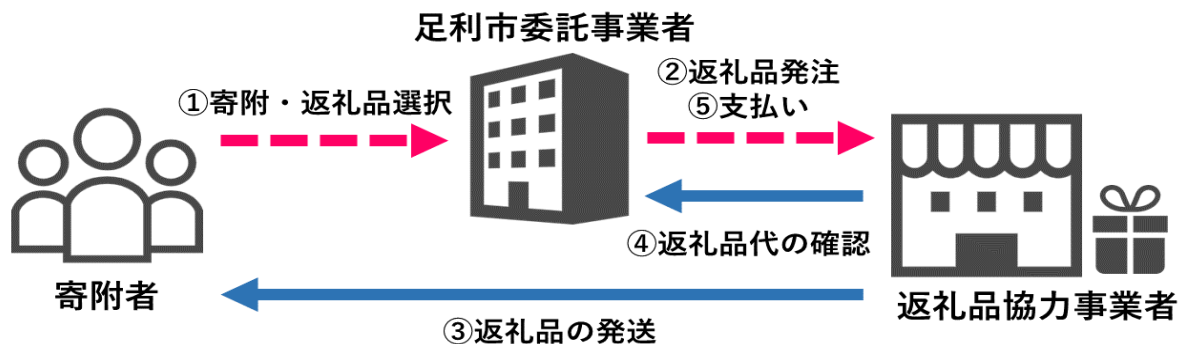 足利市委託事業者
①寄附・返礼品選択
②返礼品発注
⑤支払い
④返礼品代の確認
寄附者
返礼品協力事業者
③返礼品の発送